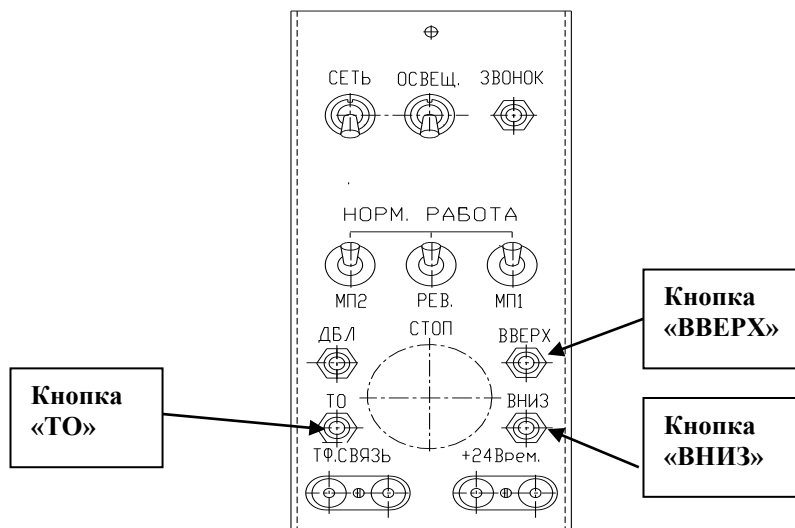 СЕТЬ ОСВЕЩ. ЗВОНОК
НОРМ. РАБОТА
МП2 РЕВ. МП1
ДБЛ СТОП ВВЕРХ
ТО ВНИЗ
ТФ.СВЯЗЬ +24Врем.
Кнопка
«ВВЕРХ»
Кнопка
«ТО»
Кнопка
«ВНИЗ»